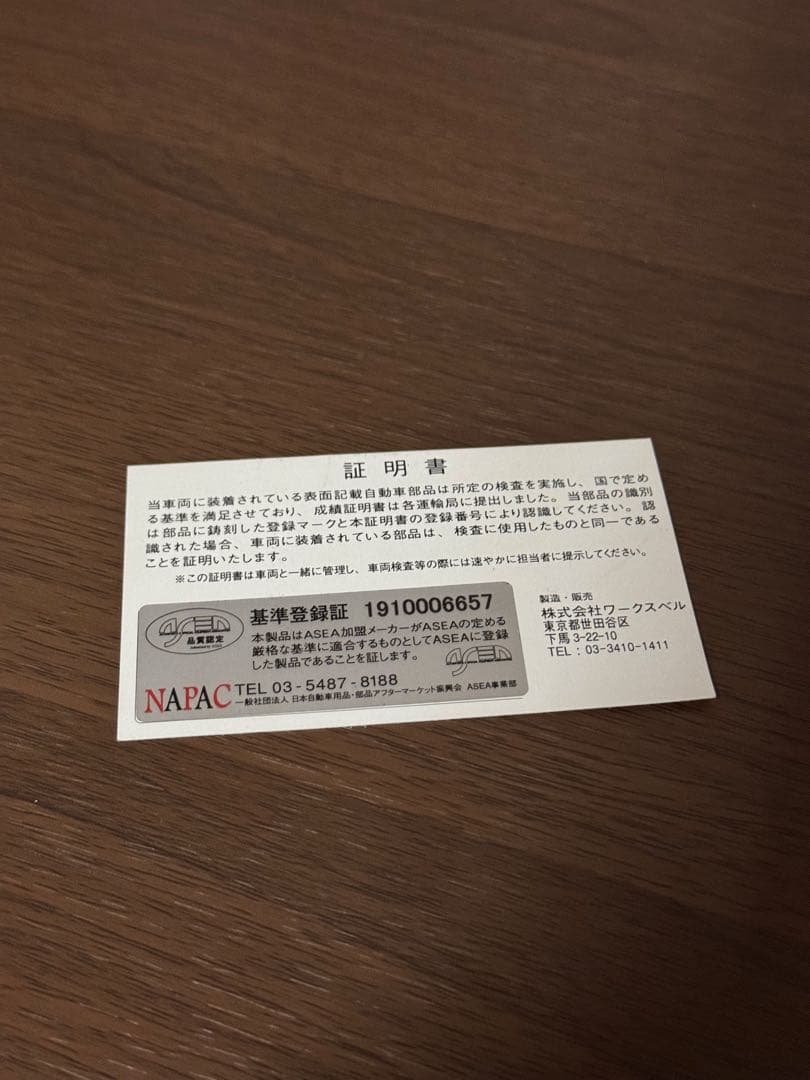 証明書
当車両に装着されている表面記載自動車部品は所定の検査を実施し、国で定め
る基準を満足させており、成績証明書は各運輸局に提出しました。当部品の識別
は部品に鋳刻した登録マークと本証明書の登録番号により認識してください。認
識された場合、車両に装着されている部品は、検査に使用したものと同一である
ことを証明いたします。
※この証明書は車両と一緒に管理し、車両検査等の際には速やかに担当者に提示してください。
品質認定
基準登録証 1910006657
本製品はASEA加盟メーカーがASEAの定める
厳格な基準に適合するものとしてASEAに登録
した製品であることを証します。
NAPAC TEL 03-5487-8188
一般社団法人 日本自動車用品・部品アフターマーケット振興会 ASEA事業部
製造・販売
株式会社ワークスベル
東京都世田谷区
下馬3-22-10
TEL：03-3410-1411